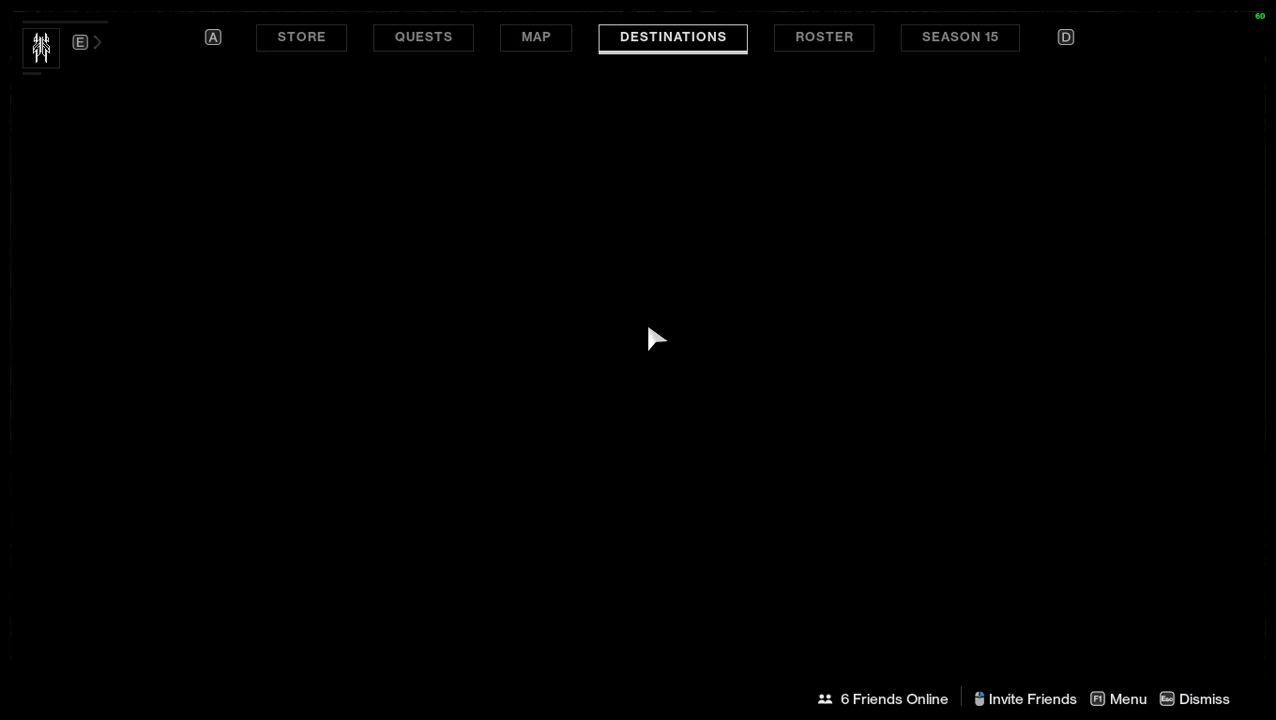 60
E
A
STORE
QUESTS
MAP
DESTINATIONS
ROSTER
SEASON 15
D
6 Friends Online
Invite Friends
F1 Menu
Esc Dismiss